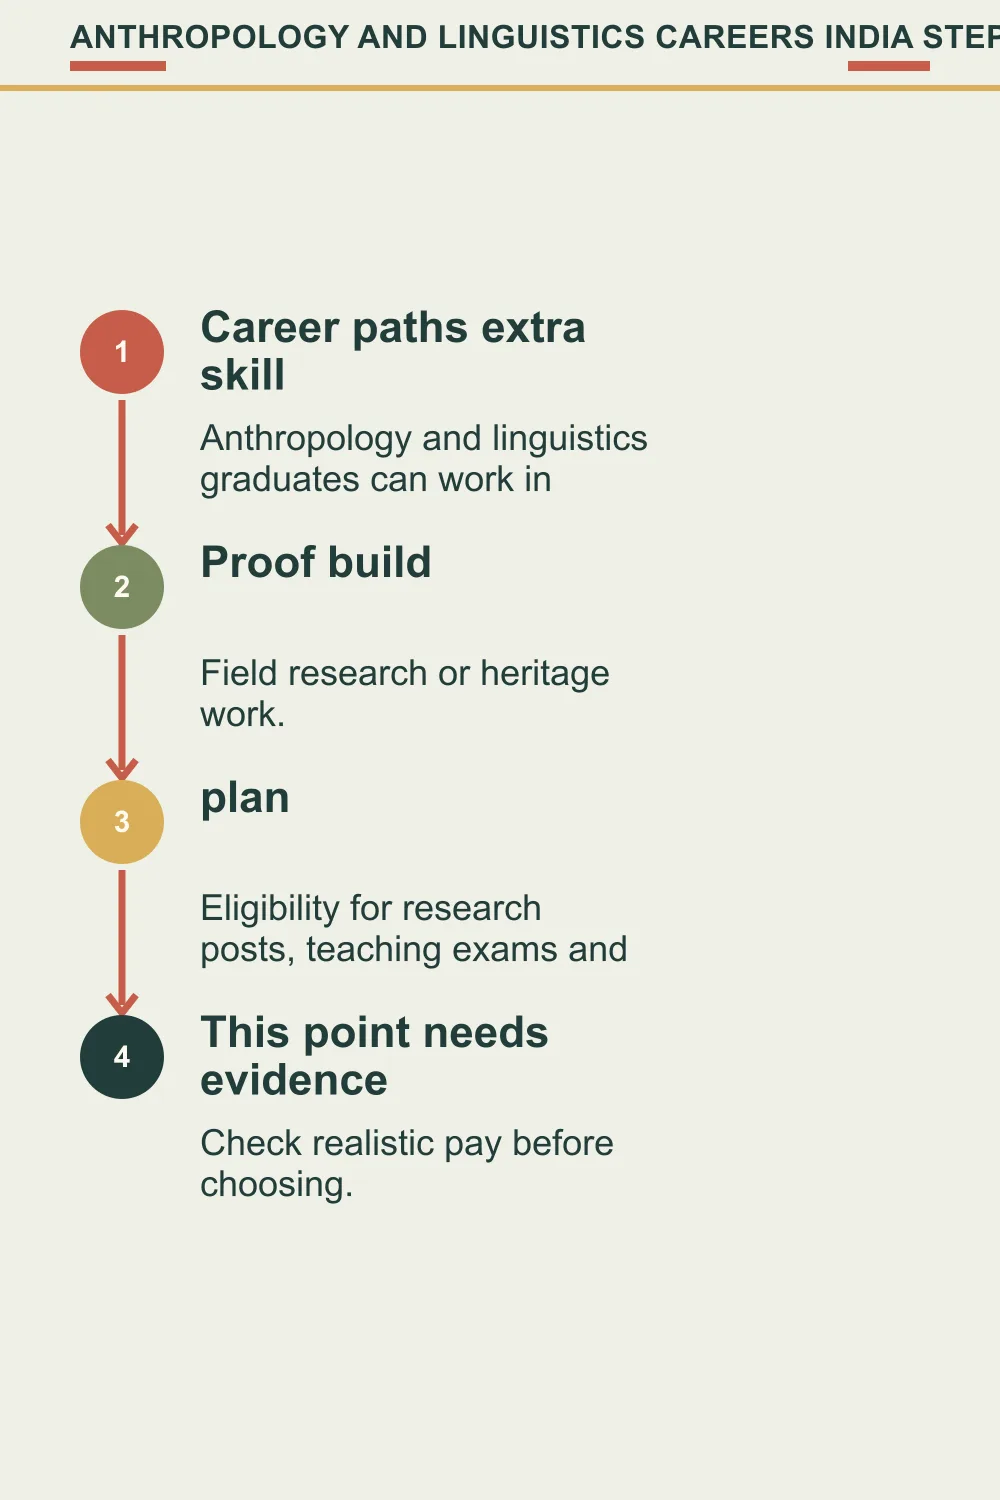 ANTHROPOLOGY AND LINGUISTICS CAREERS INDIA STEP
1
Career paths extra
skill
Anthropology and linguistics
graduates can work in
2
Proof build
Field research or heritage
work.
3
plan
Eligibility for research
posts, teaching exams and
4
This point needs
evidence
Check realistic pay before
choosing.